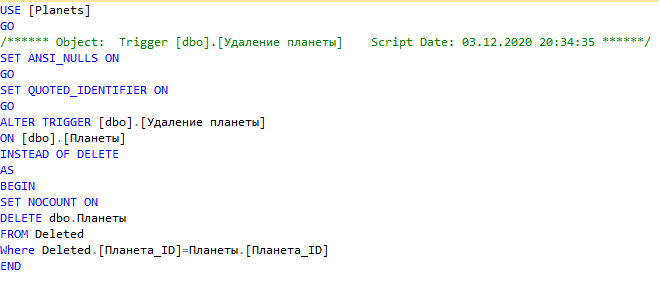 USE [Planets]
GO
/****** Object:  Trigger [dbo].[Удаление планеты]    Script Date: 03.12.2020 20:34:35 ******/
SET ANSI_NULLS ON
GO
SET QUOTED_IDENTIFIER ON
GO
ALTER TRIGGER [dbo].[Удаление планеты]
ON [dbo].[Планеты]
INSTEAD OF DELETE
AS
BEGIN
SET NOCOUNT ON
DELETE dbo.Планеты
FROM Deleted
Where Deleted.[Планета_ID]=Планеты.[Планета_ID]
END